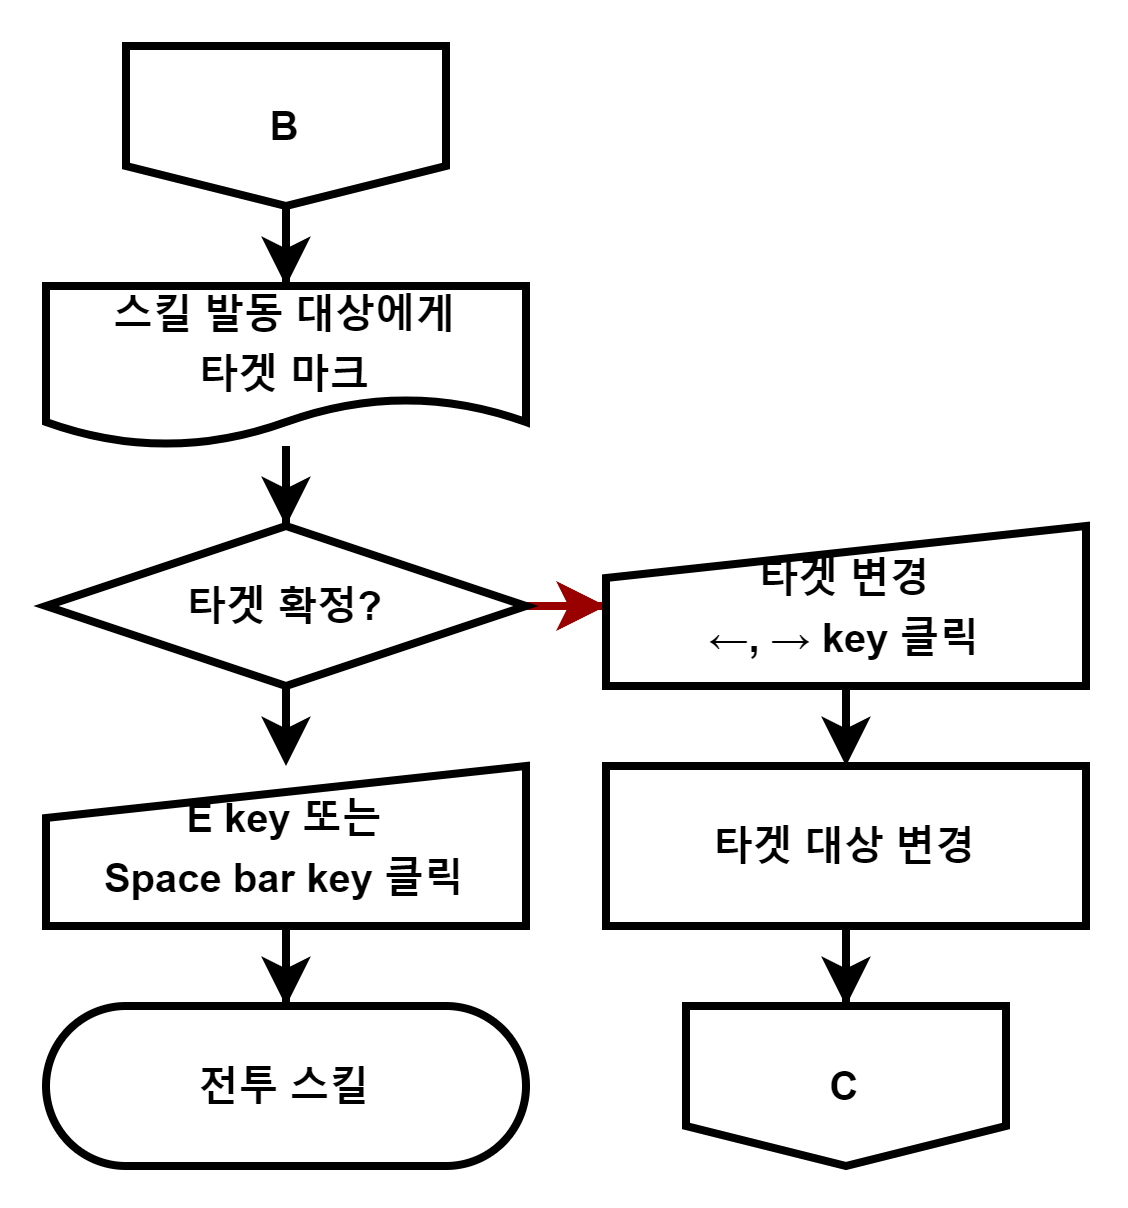 B
스킬 발동 대상에게
타겟 마크
타겟 확정?
타겟 변경
←, → key 클릭
E key 또는
Space bar key 클릭
타겟 대상 변경
전투 스킬
C